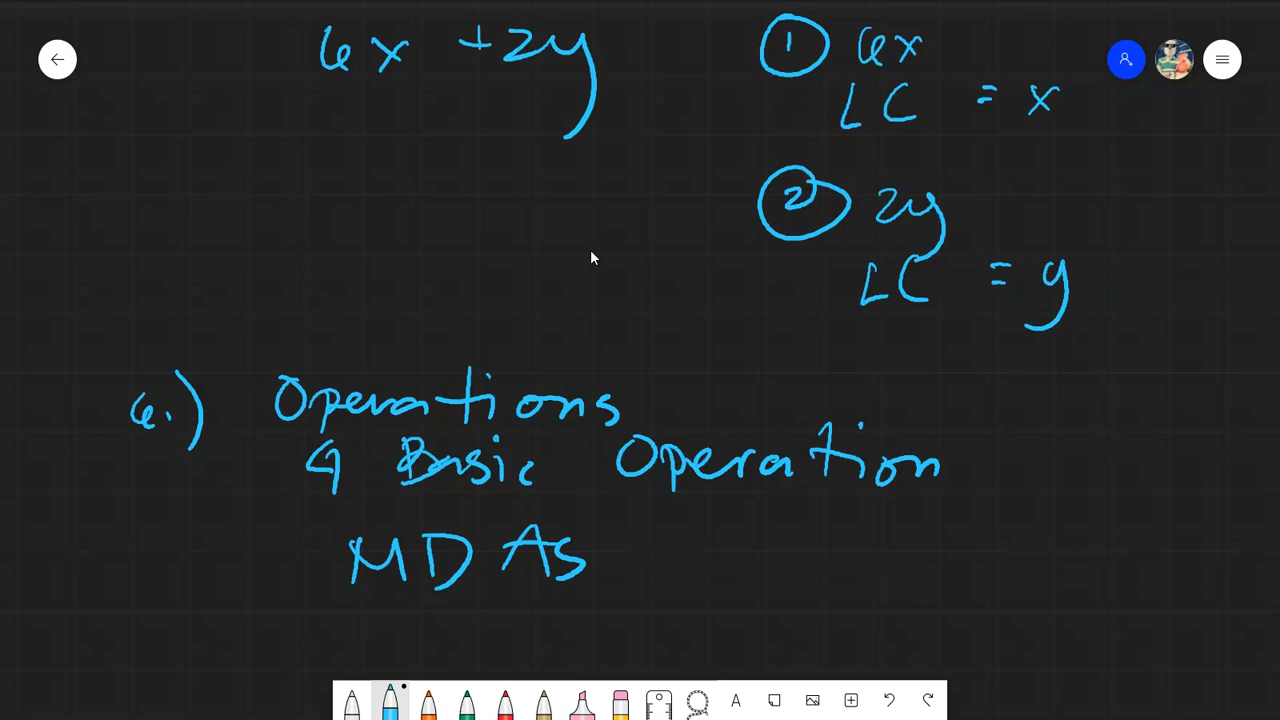 6x +2y
① 6x
LC = x
② 2y
LC = y
6.) Operations
4 Basic Operation
MDAS
A